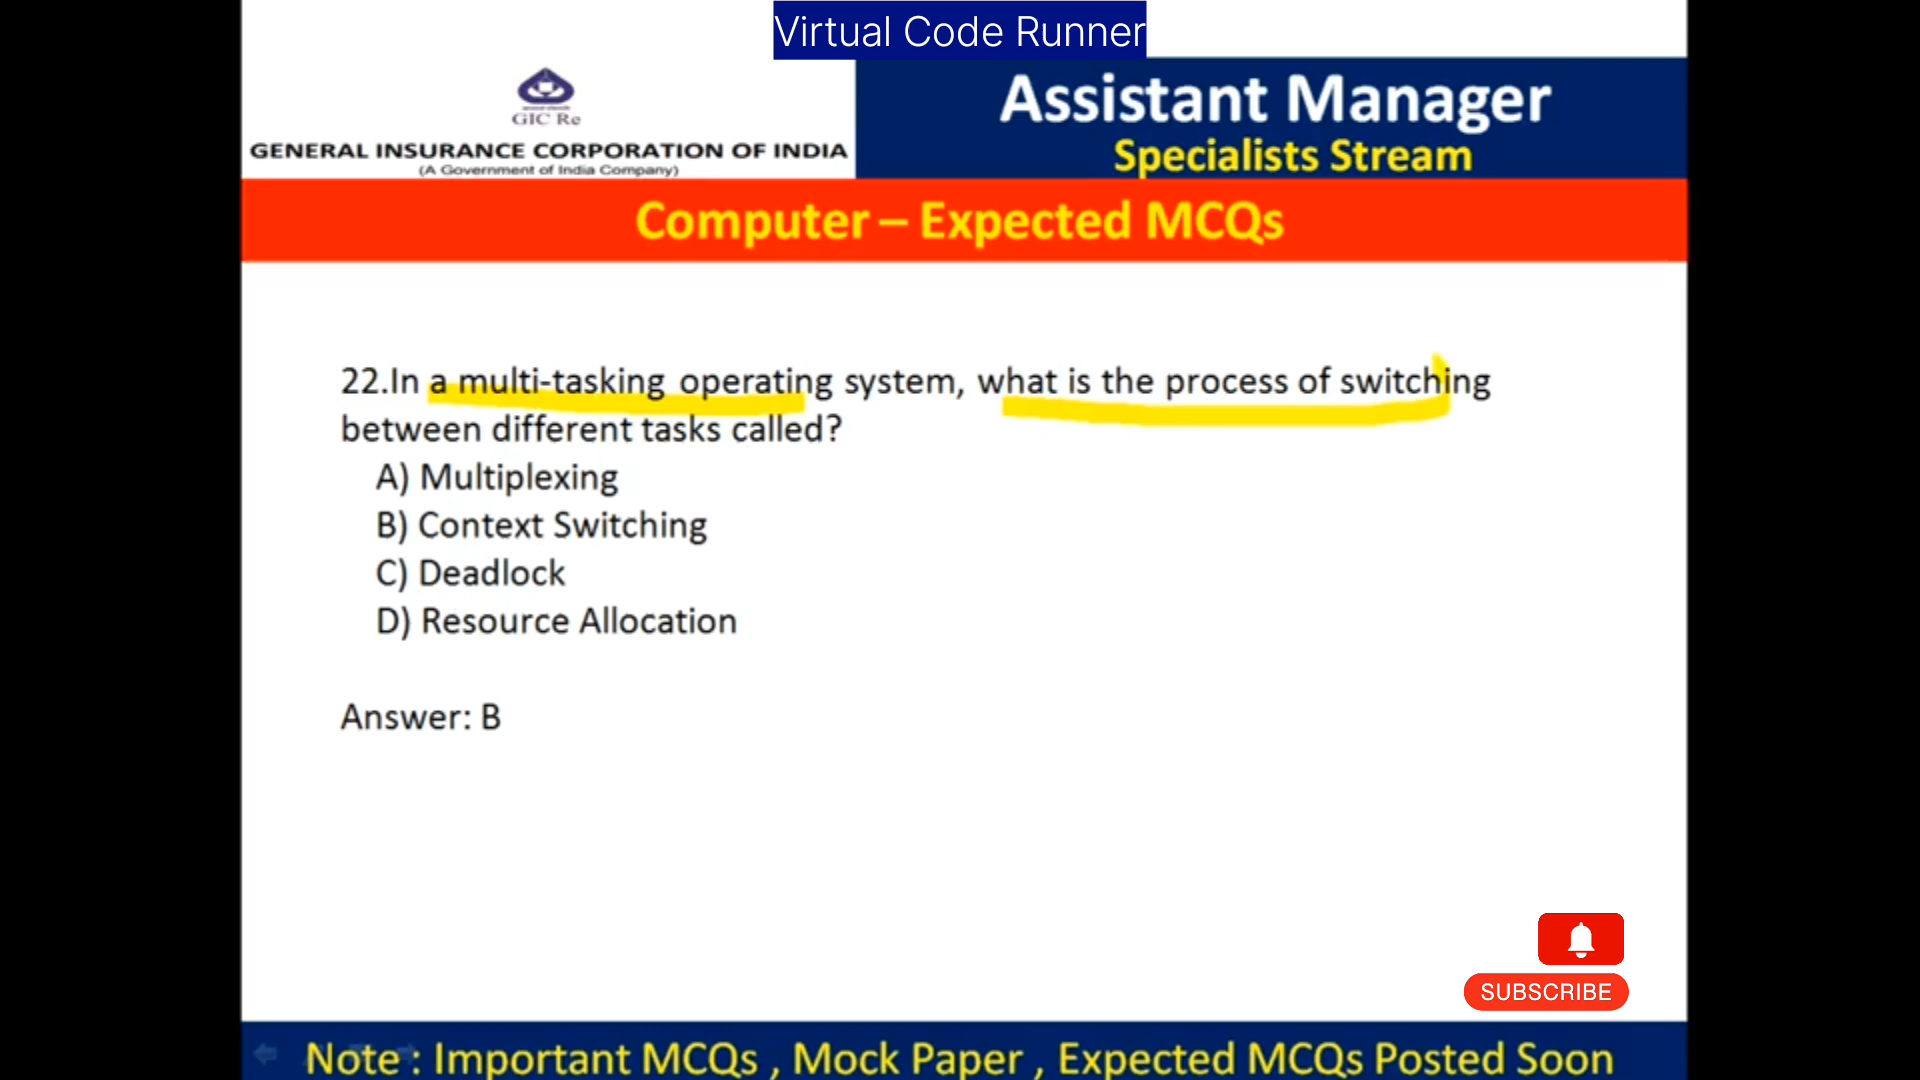 Virtual Code Runner
GIC Re
GENERAL INSURANCE CORPORATION OF INDIA
(A Government of India Company)
Assistant Manager
Specialists Stream
Computer – Expected MCQs
22.In a multi-tasking operating system, what is the process of switching
between different tasks called?
A) Multiplexing
B) Context Switching
C) Deadlock
D) Resource Allocation
Answer: B
SUBSCRIBE
Note : Important MCQs , Mock Paper , Expected MCQs Posted Soon